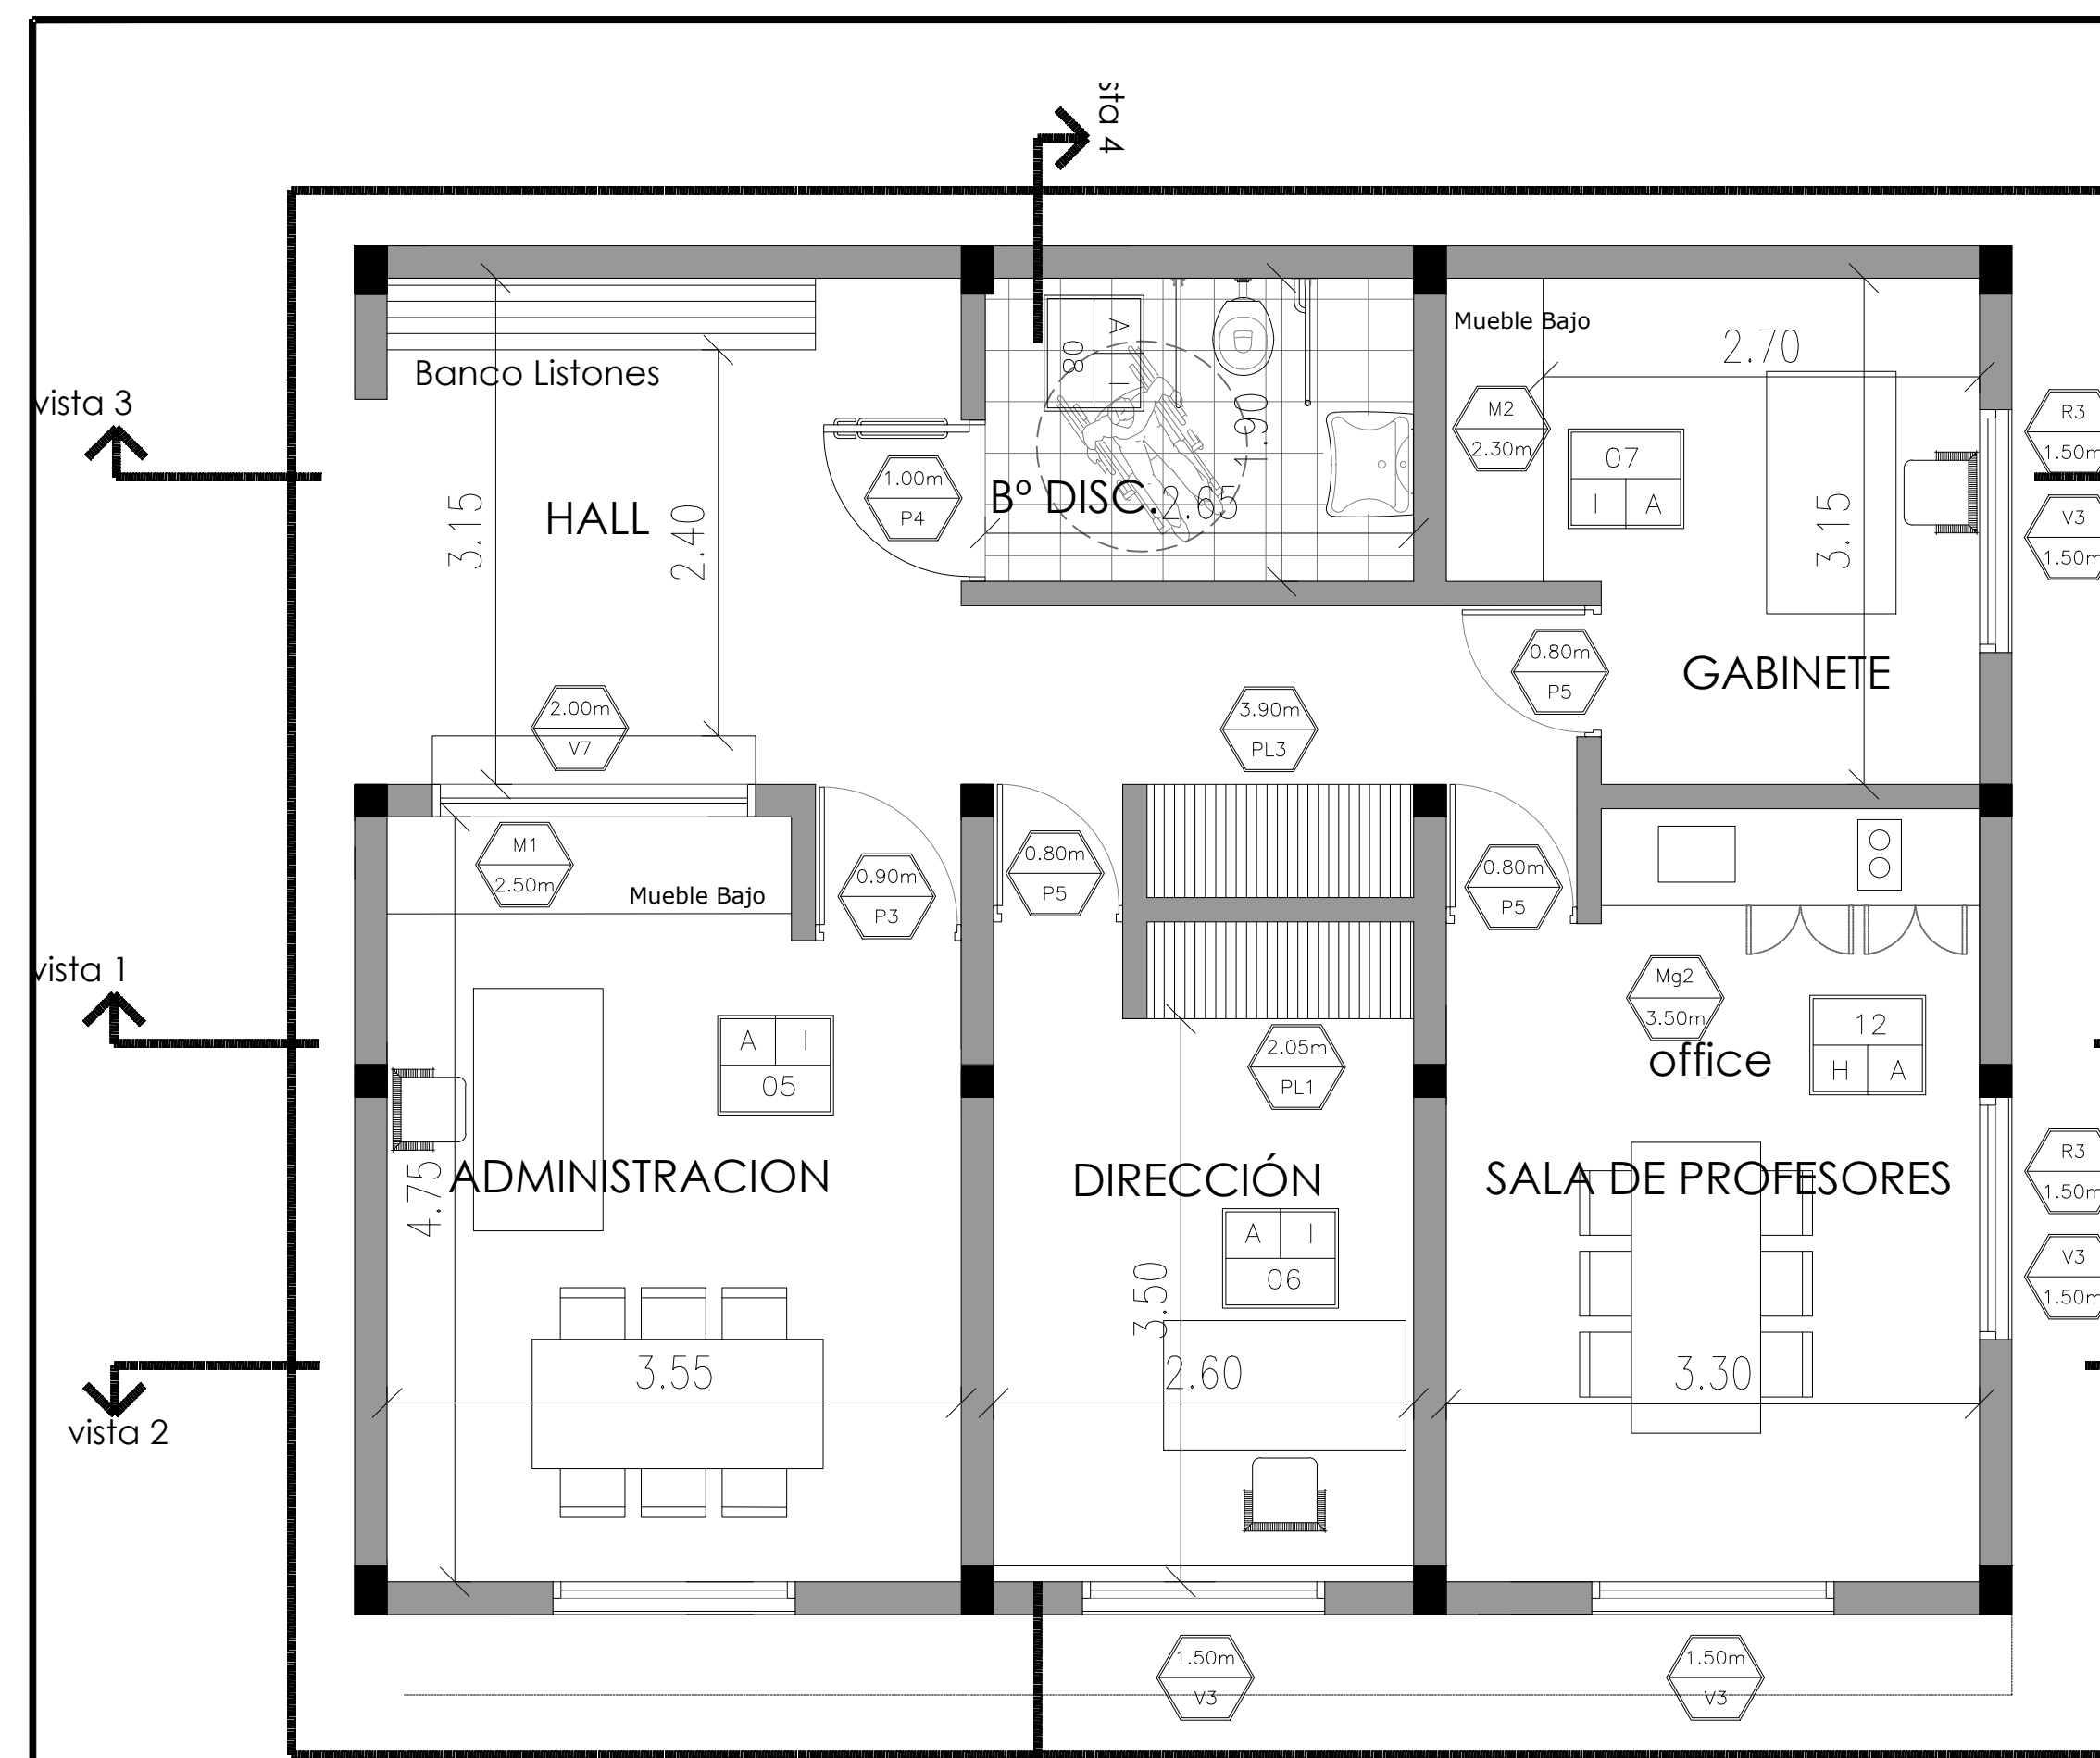 sta 4
vista 3
Banco Listones
HALL
3.15
2.40
1.00m
P4
08
A
I
Bº DISC.
2.65
1.90
Mueble Bajo
2.70
M2
2.30m
07
I A
3.15
GABINETE
R3
1.50m
V3
1.50m
0.80m
P5
2.00m
V7
3.90m
PL3
M1
2.50m
Mueble Bajo
0.90m
P3
0.80m
P5
0.80m
P5
vista 1
A I
05
4.75
ADMINISTRACION
3.55
2.05m
PL1
DIRECCIÓN
A I
06
3.50
2.60
Mg2
3.50m
office
12
H A
SALA DE PROFESORES
3.30
R3
1.50m
V3
1.50m
vista 2
1.50m
V3
1.50m
V3